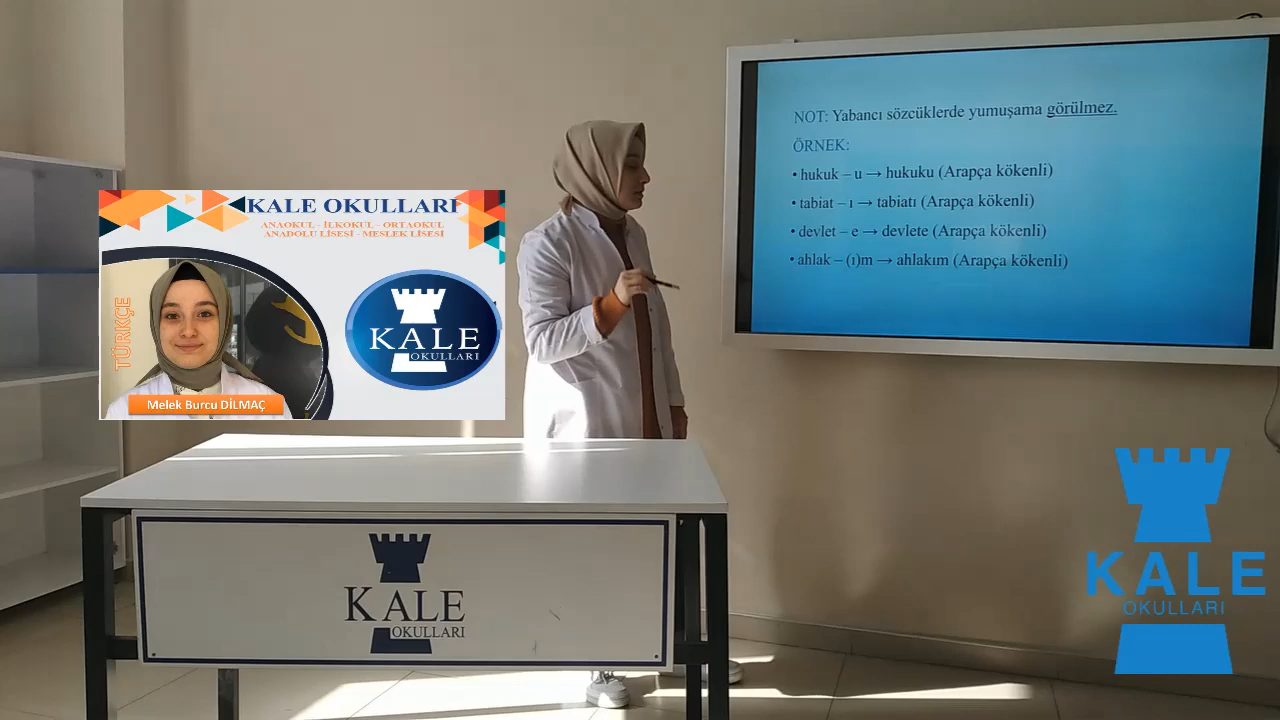 NOT: Yabancı sözcüklerde yumuşama görülmez.
ÖRNEK:
• hukuk – u → hukuku (Arapça kökenli)
• tabiat – ı → tabiatı (Arapça kökenli)
• devlet – e → devlete (Arapça kökenli)
• ahlak – (ı)m → ahlakım (Arapça kökenli)
KALE OKULLARI
ANAOKUL - İLKOKUL - ORTAOKUL
ANADOLU LİSESİ - MESLEK LİSESİ
TÜRKÇE
KALE
OKULLARI
Melek Burcu DİLMAÇ
KALE
OKULLARI
KALE
OKULLARI